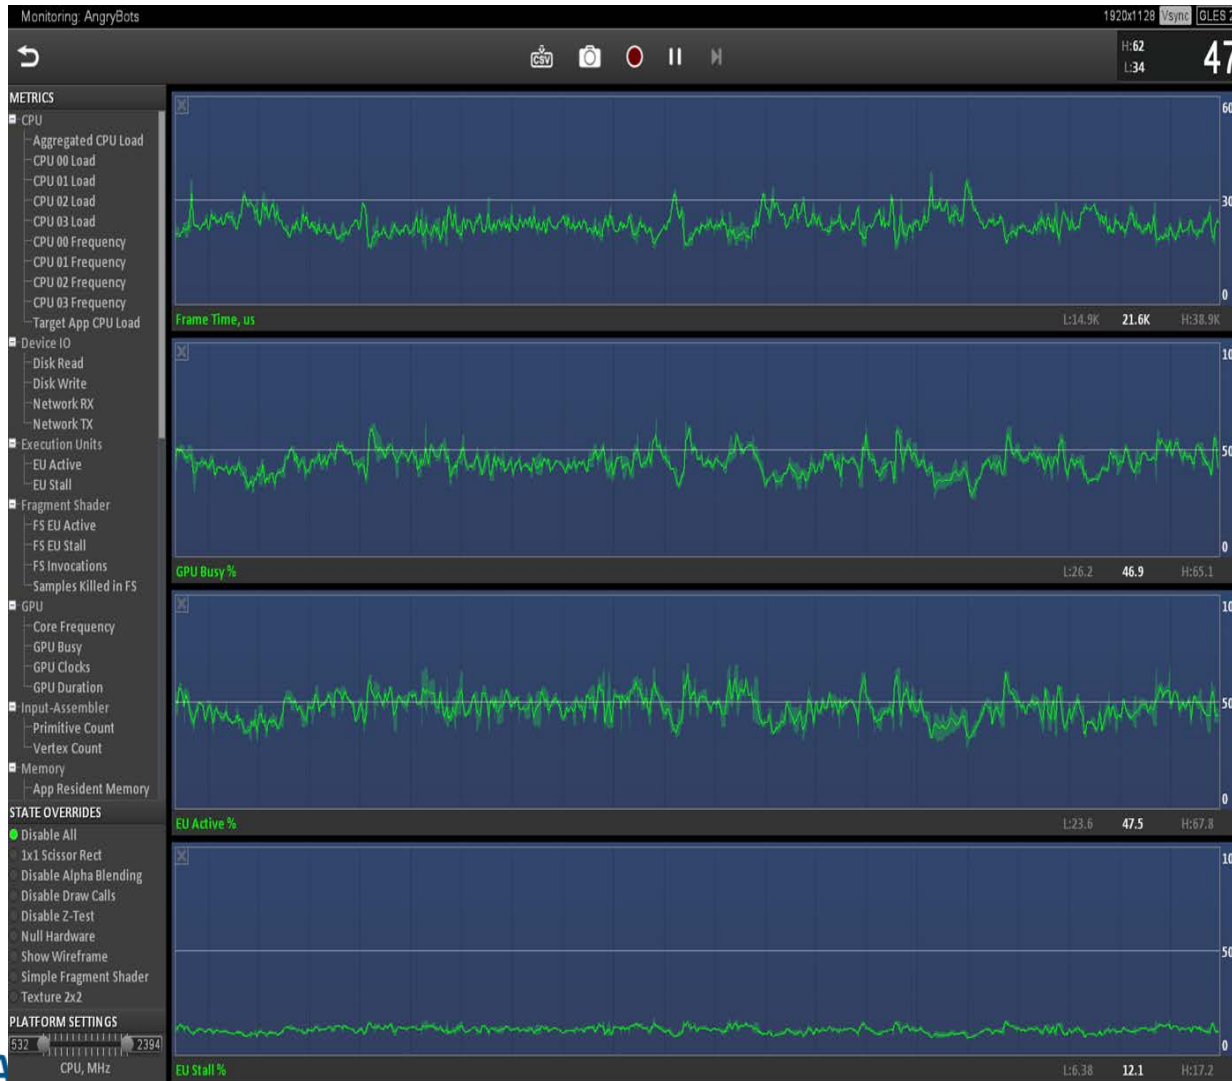 Monitoring: AngryBots
1920x1128 Vsync GLES 2
CSV
H:62
L:34
47
METRICS
CPU
Aggregated CPU Load
CPU 00 Load
CPU 01 Load
CPU 02 Load
CPU 03 Load
CPU 00 Frequency
CPU 01 Frequency
CPU 02 Frequency
CPU 03 Frequency
Target App CPU Load
Device IO
Disk Read
Disk Write
Network RX
Network TX
Execution Units
EU Active
EU Stall
Fragment Shader
FS EU Active
FS EU Stall
FS Invocations
Samples Killed in FS
GPU
Core Frequency
GPU Busy
GPU Clocks
GPU Duration
Input-Assembler
Primitive Count
Vertex Count
Memory
App Resident Memory
STATE OVERRIDES
Disable All
1x1 Scissor Rect
Disable Alpha Blending
Disable Draw Calls
Disable Z-Test
Null Hardware
Show Wireframe
Simple Fragment Shader
Texture 2x2
PLATFORM SETTINGS
532 2394
CPU, MHz
60
30
0
Frame Time, us L:14.9K 21.6K H:38.9K
10
50
0
GPU Busy % L:26.2 46.9 H:65.1
10
50
0
EU Active % L:23.6 47.5 H:67.8
10
50
0
EU Stall % L:6.38 12.1 H:17.2